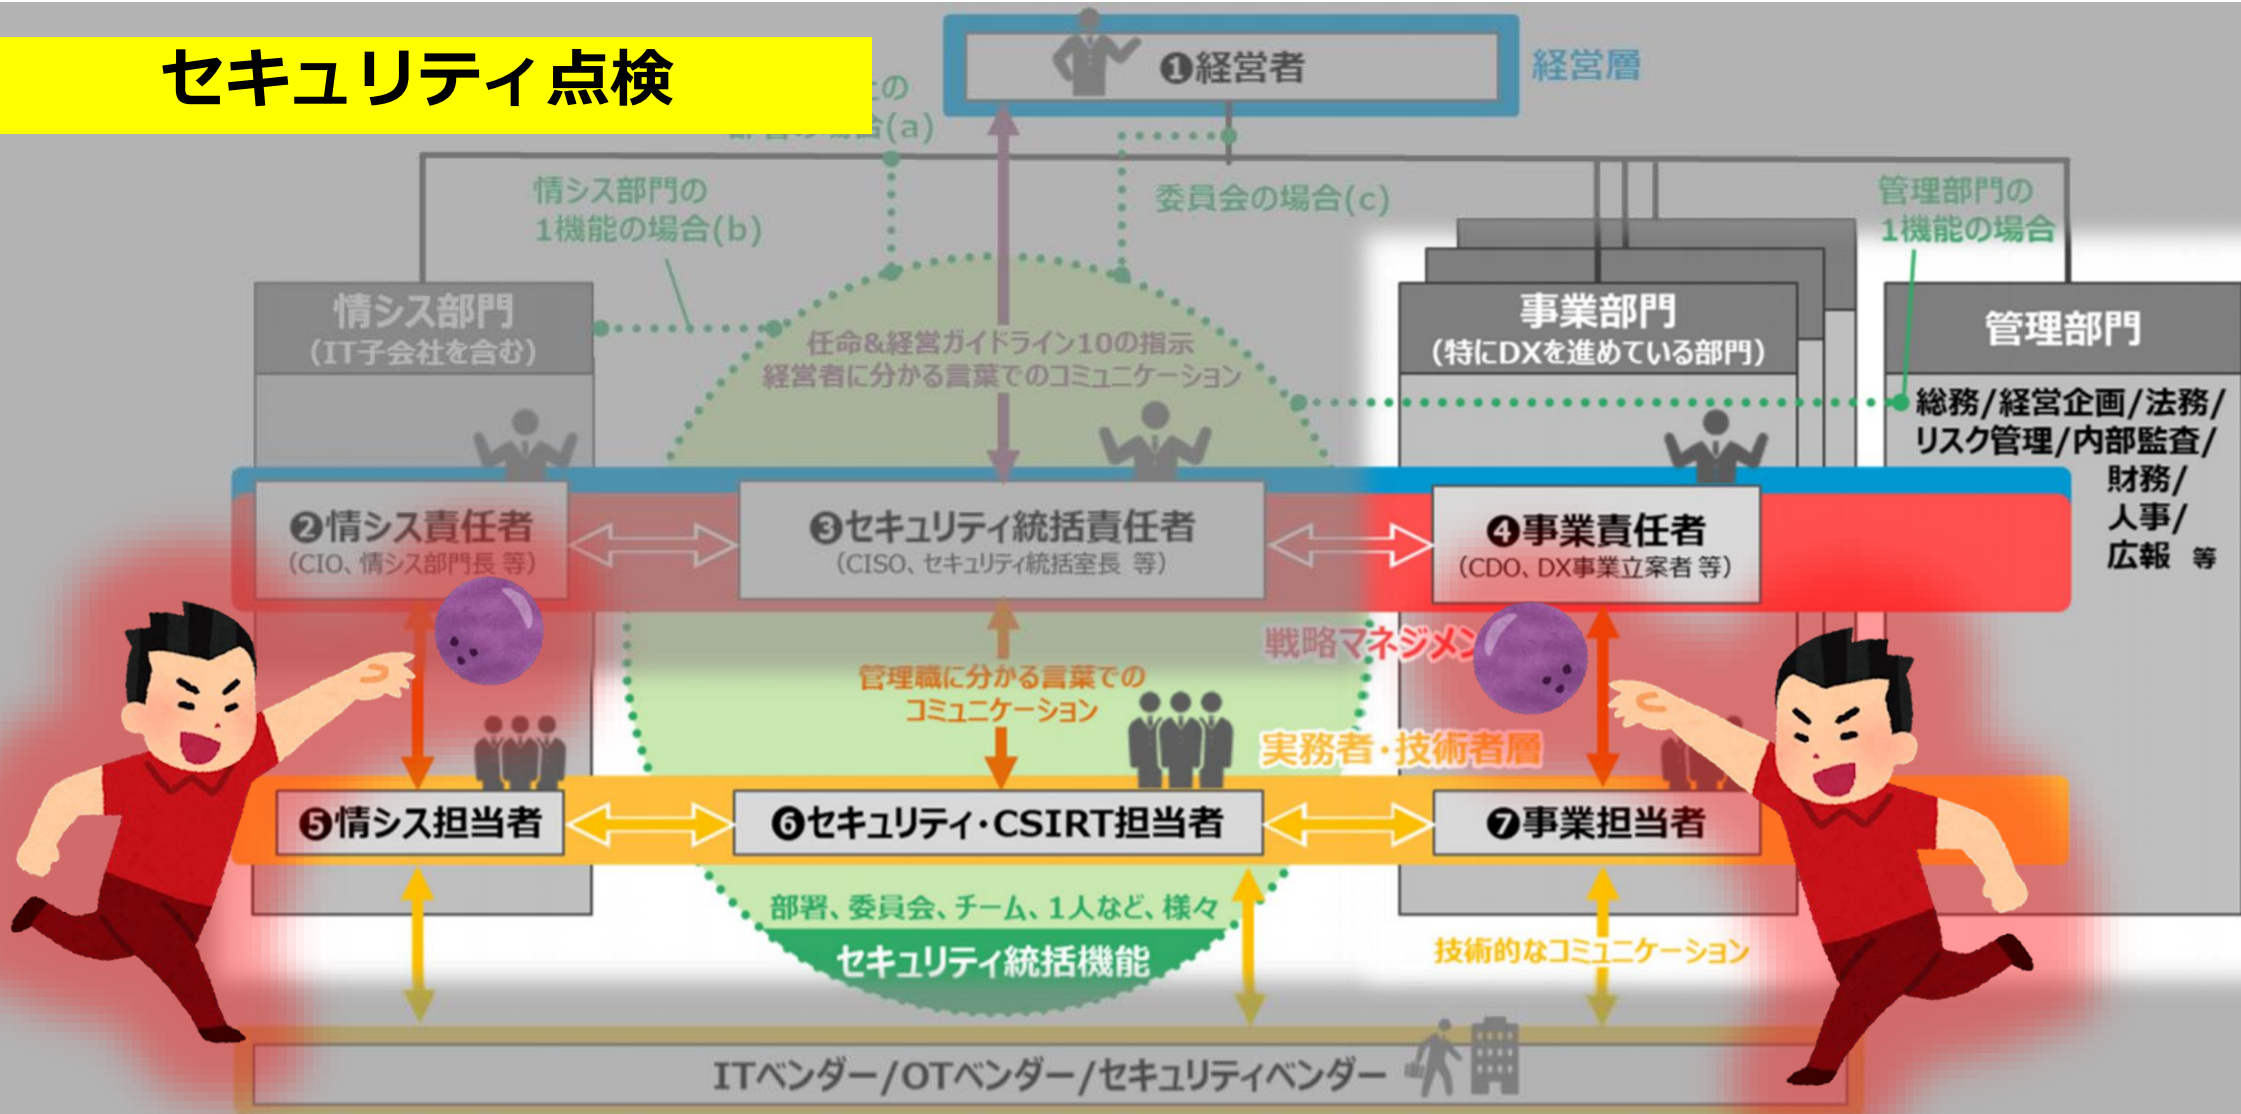 セキュリティ点検
❶経営者
経営層
の
(a)
情シス部門の
1機能の場合(b)
委員会の場合(c)
管理部門の
1機能の場合
情シス部門
(IT子会社を含む)
任命&経営ガイドライン10の指示
経営者に分かる言葉でのコミュニケーション
事業部門
(特にDXを進めている部門)
管理部門
総務/経営企画/法務/
リスク管理/内部監査/
財務/
人事/
広報 等
❷情シス責任者
(CIO、情シス部門長 等)
❸セキュリティ統括責任者
(CISO、セキュリティ統括室長 等)
❹事業責任者
(CDO、DX事業立案者 等)
戦略マネジメン
管理職に分かる言葉での
コミュニケーション
実務者・技術者層
❺情シス担当者
❻セキュリティ・CSIRT担当者
❼事業担当者
部署、委員会、チーム、1人など、様々
セキュリティ統括機能
技術的なコミュニケーション
ITベンダー/OTベンダー/セキュリティベンダー